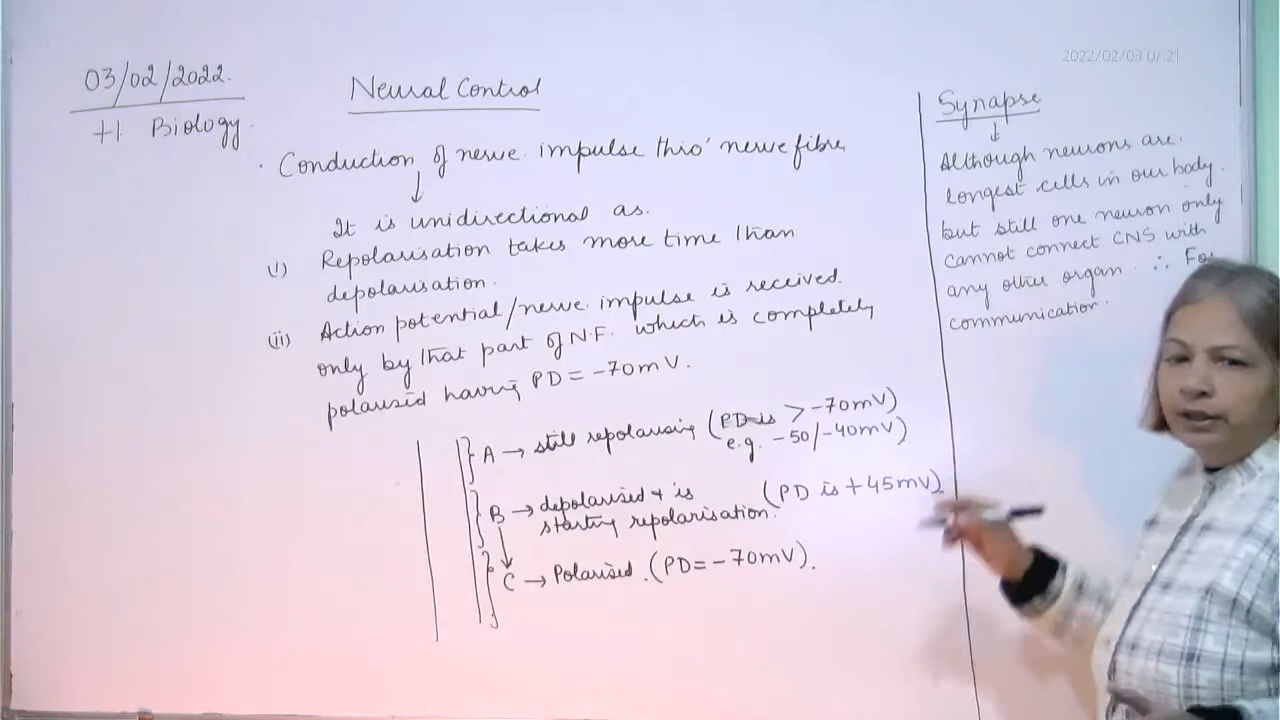 2022/02/03 07:21
03/02/2022.
+1 Biology.
Neural Control
Conduction of nerve impulse thro' nerve fibre
↓
It is unidirectional as.
(i) Repolarisation takes more time than
depolarisation.
(ii) Action potential/nerve impulse is received.
only by that part of N.F. which is completely
polarised having PD = -70mV.
A → still repolarising (PD is > -70mV)
e.g. -50/-40mV)
B → depolarised & is (PD is +45mV)
starting repolarisation.
C → Polarised. (PD = -70mV).
Synapse
↓
Although neurons are.
longest cells in our body.
but still one neuron only
cannot connect CNS with
any other organ. ∴ For
communication.